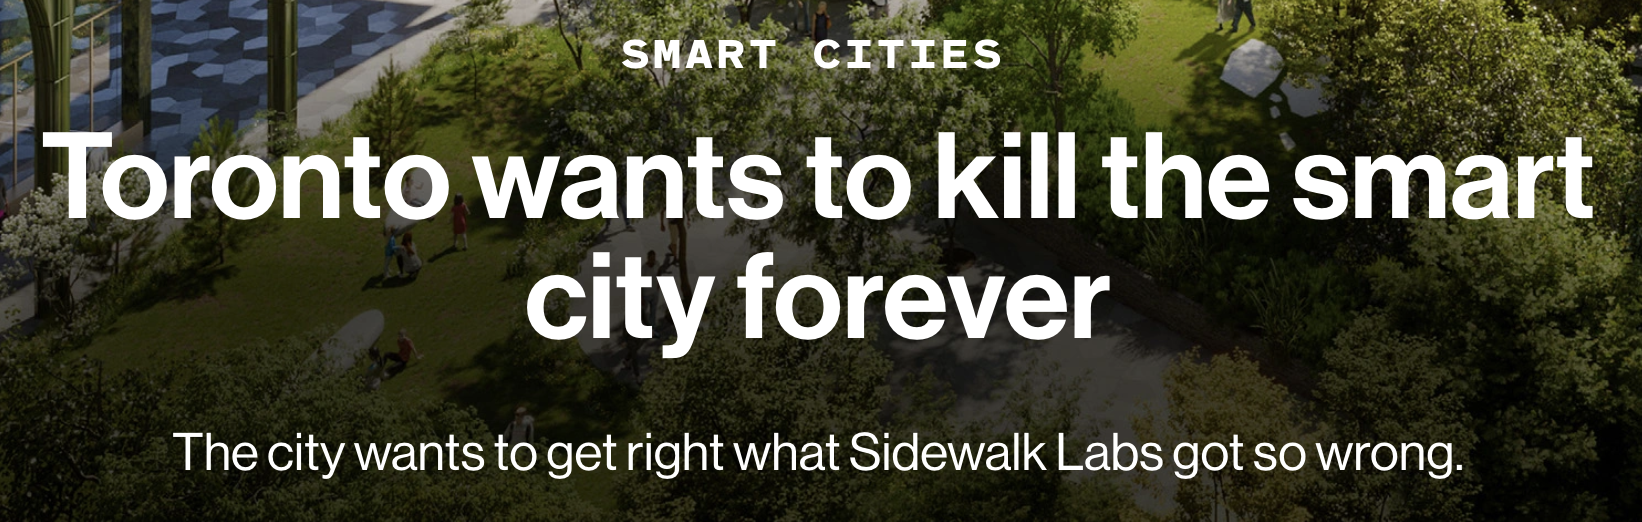 SMART CITIES
Toronto wants to kill the smart
city forever
The city wants to get right what Sidewalk Labs got so wrong.